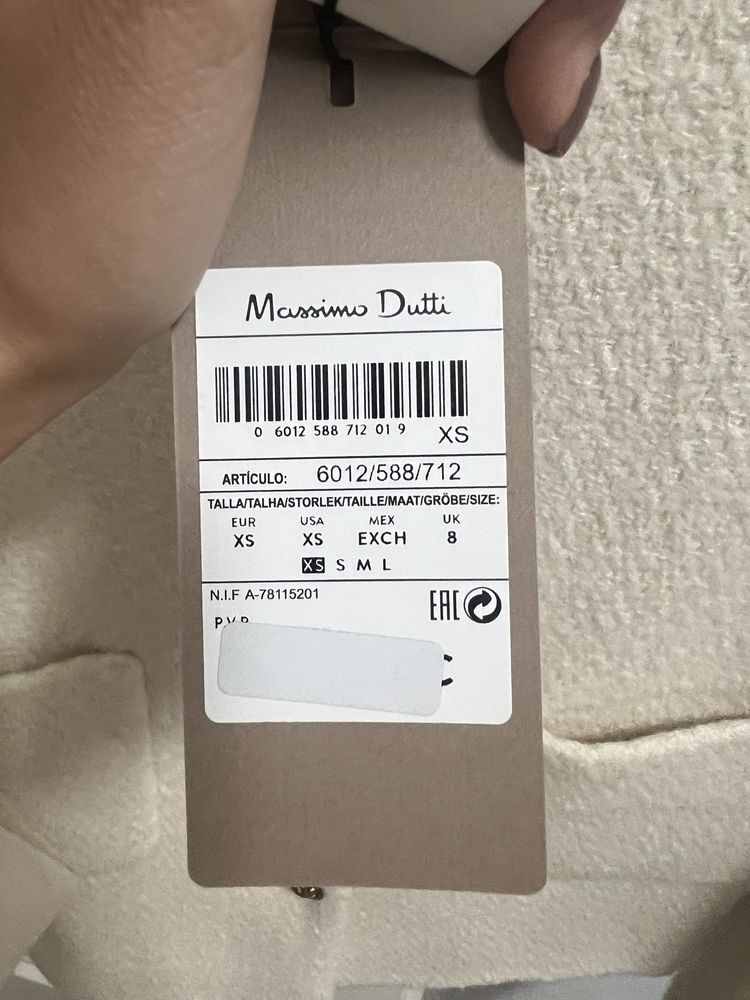 Massimo Dutti
0 6012 588 712 01 9 XS
ARTÍCULO: 6012/588/712
TALLA/TALHA/STORLEK/TAILLE/MAAT/GRÖBE/SIZE:
EUR USA MEX UK
XS XS EXCH 8
XS S M L
N.I.F A-78115201
EAC
P.V.P.